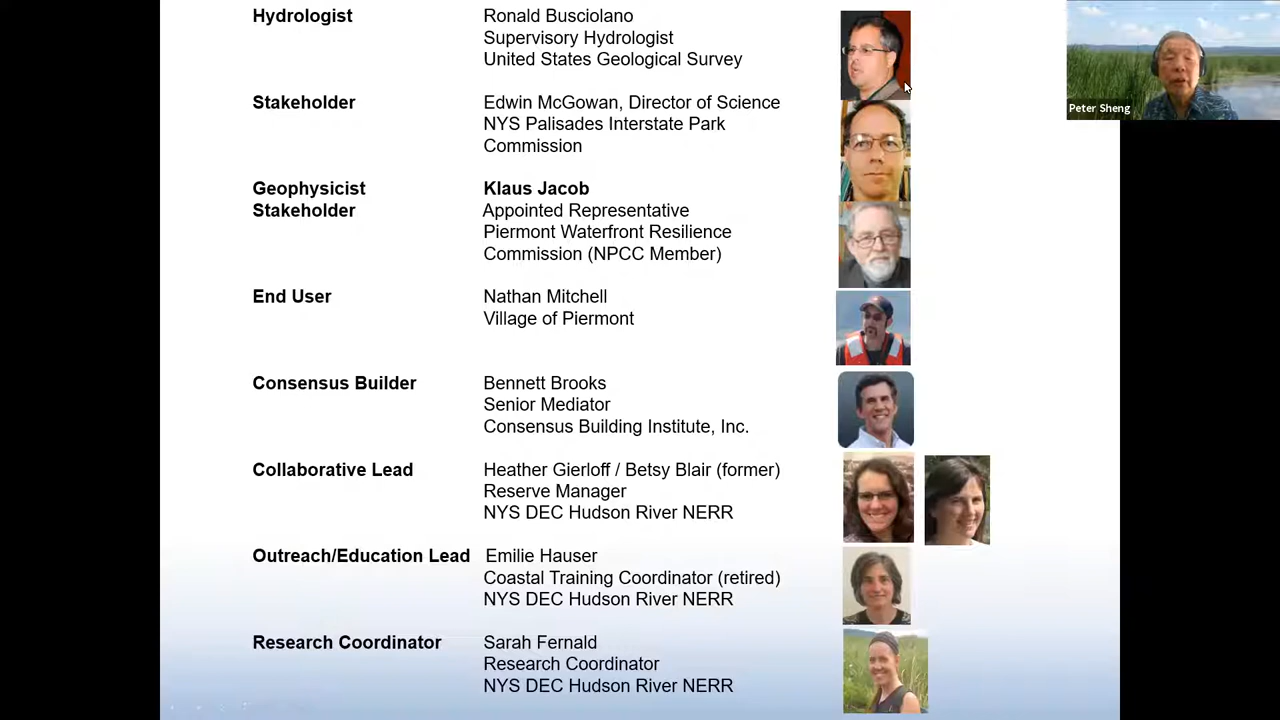 Hydrologist Ronald Busciolano
Supervisory Hydrologist
United States Geological Survey
Stakeholder Edwin McGowan, Director of Science
NYS Palisades Interstate Park
Commission
Geophysicist Klaus Jacob
Stakeholder Appointed Representative
Piermont Waterfront Resilience
Commission (NPCC Member)
End User Nathan Mitchell
Village of Piermont
Consensus Builder Bennett Brooks
Senior Mediator
Consensus Building Institute, Inc.
Collaborative Lead Heather Gierloff / Betsy Blair (former)
Reserve Manager
NYS DEC Hudson River NERR
Outreach/Education Lead Emilie Hauser
Coastal Training Coordinator (retired)
NYS DEC Hudson River NERR
Research Coordinator Sarah Fernald
Research Coordinator
NYS DEC Hudson River NERR
Peter Sheng